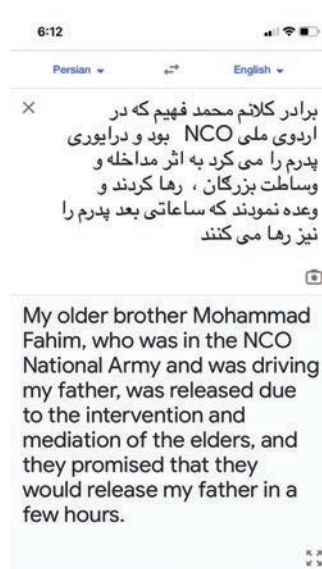 6:12
Persian English
برادر کلانم محمد فهیم که در
اردوی ملی NCO بود و درایوری
پدرم را می کرد به اثر مداخله و
وساطت بزرگان ، رها کردند و
وعده نمودند که ساعاتی بعد پدرم را
نیز رها می کنند
My older brother Mohammad
Fahim, who was in the NCO
National Army and was driving
my father, was released due
to the intervention and
mediation of the elders, and
they promised that they
would release my father in a
few hours.